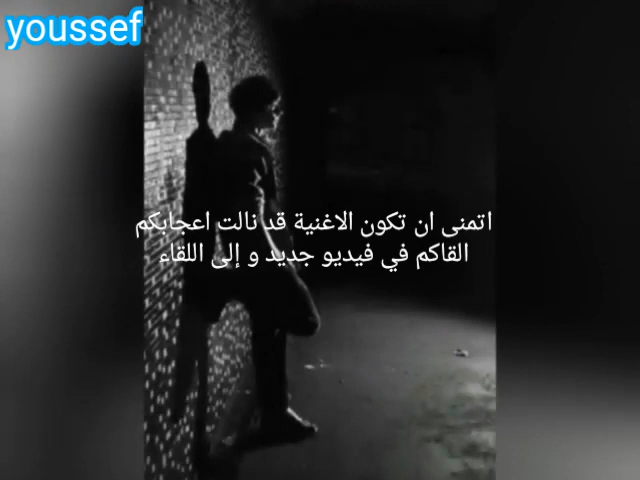 youssef
اتمنى ان تكون الاغنية قد نالت اعجابكم
القاكم في فيديو جديد و إلى اللقاء